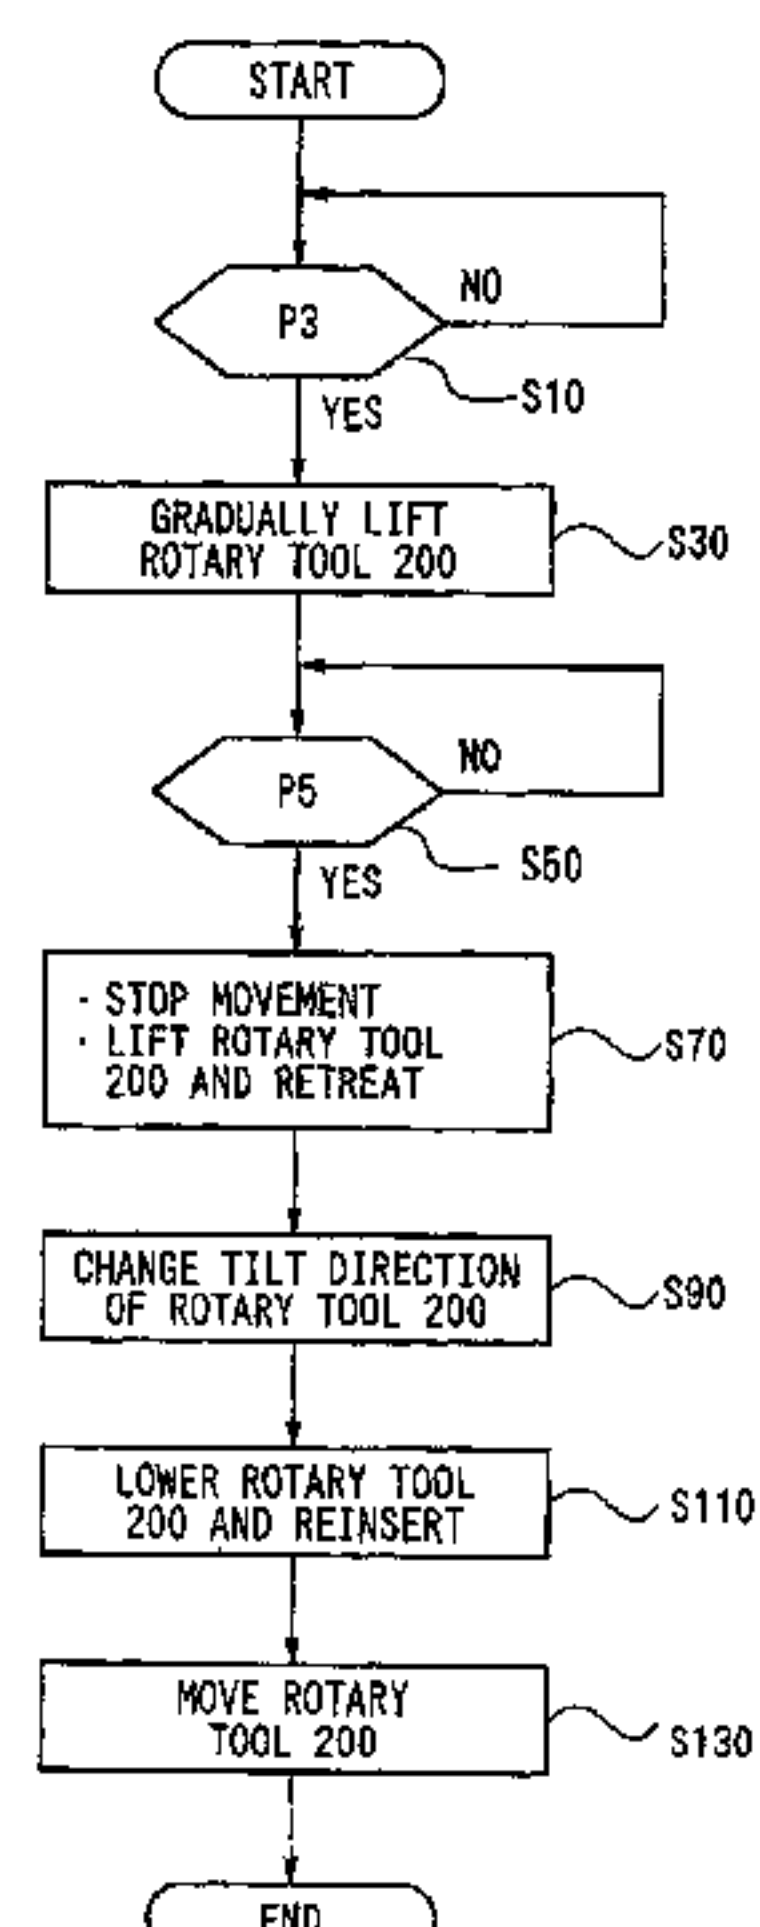 START
NO
P3
S10
YES
GRADUALLY LIFT
ROTARY TOOL 200
S30
NO
P5
S50
YES
· STOP MOVEMENT
· LIFT ROTARY TOOL
200 AND RETREAT
S70
CHANGE TILT DIRECTION
OF ROTARY TOOL 200
S90
LOWER ROTARY TOOL
200 AND REINSERT
S110
MOVE ROTARY
TOOL 200
S130
END